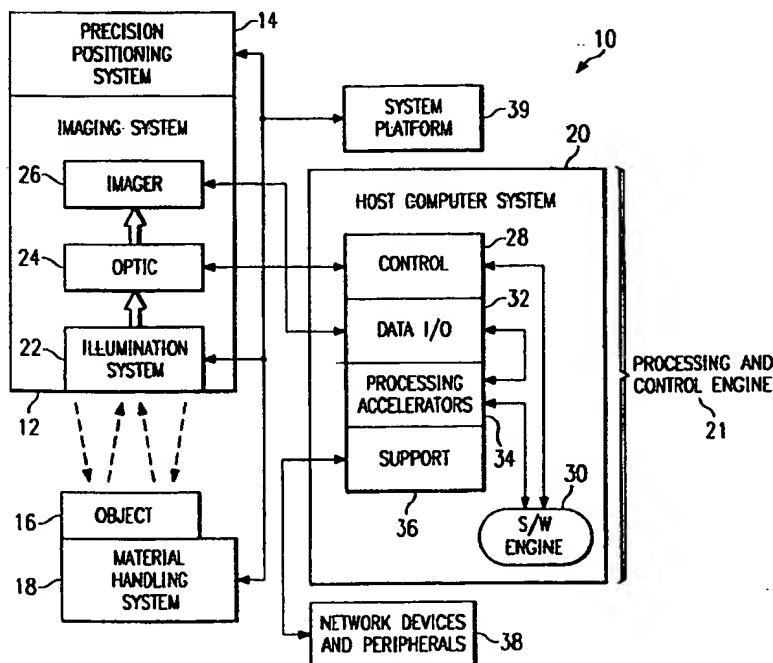 PRECISION
POSITIONING
SYSTEM
14
10
IMAGING SYSTEM
SYSTEM
PLATFORM
39
20
26
IMAGER
HOST COMPUTER SYSTEM
28
24
OPTIC
CONTROL
32
22
ILLUMINATION
SYSTEM
DATA I/O
PROCESSING
ACCELERATORS
PROCESSING AND
CONTROL ENGINE
21
12
34
SUPPORT
30
16
OBJECT
36
S/W
ENGINE
18
MATERIAL
HANDLING
SYSTEM
NETWORK DEVICES
AND PERIPHERALS
38